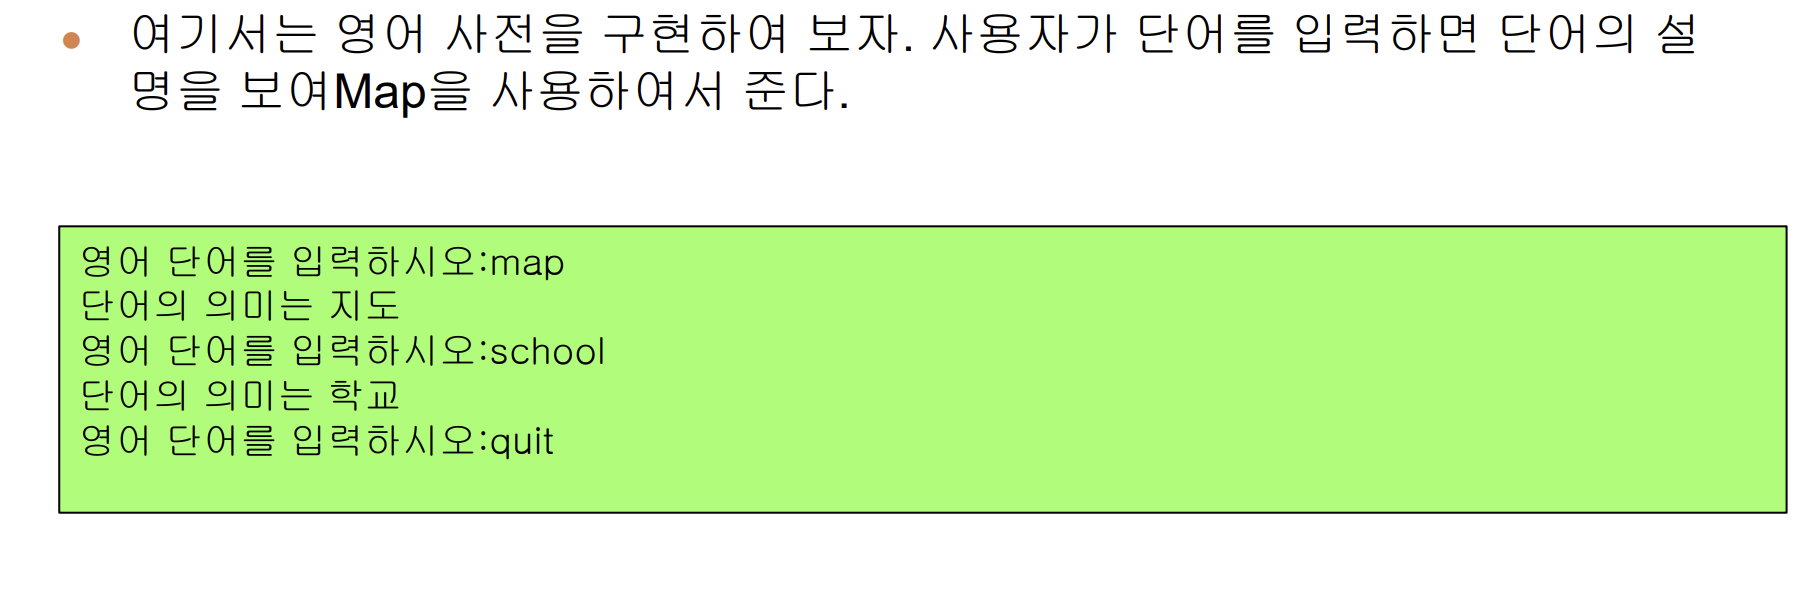 여기서는 영어 사전을 구현하여 보자. 사용자가 단어를 입력하면 단어의 설
명을 보여Map을 사용하여서 준다.
영어 단어를 입력하시오:map
단어의 의미는 지도
영어 단어를 입력하시오:school
단어의 의미는 학교
영어 단어를 입력하시오:quit